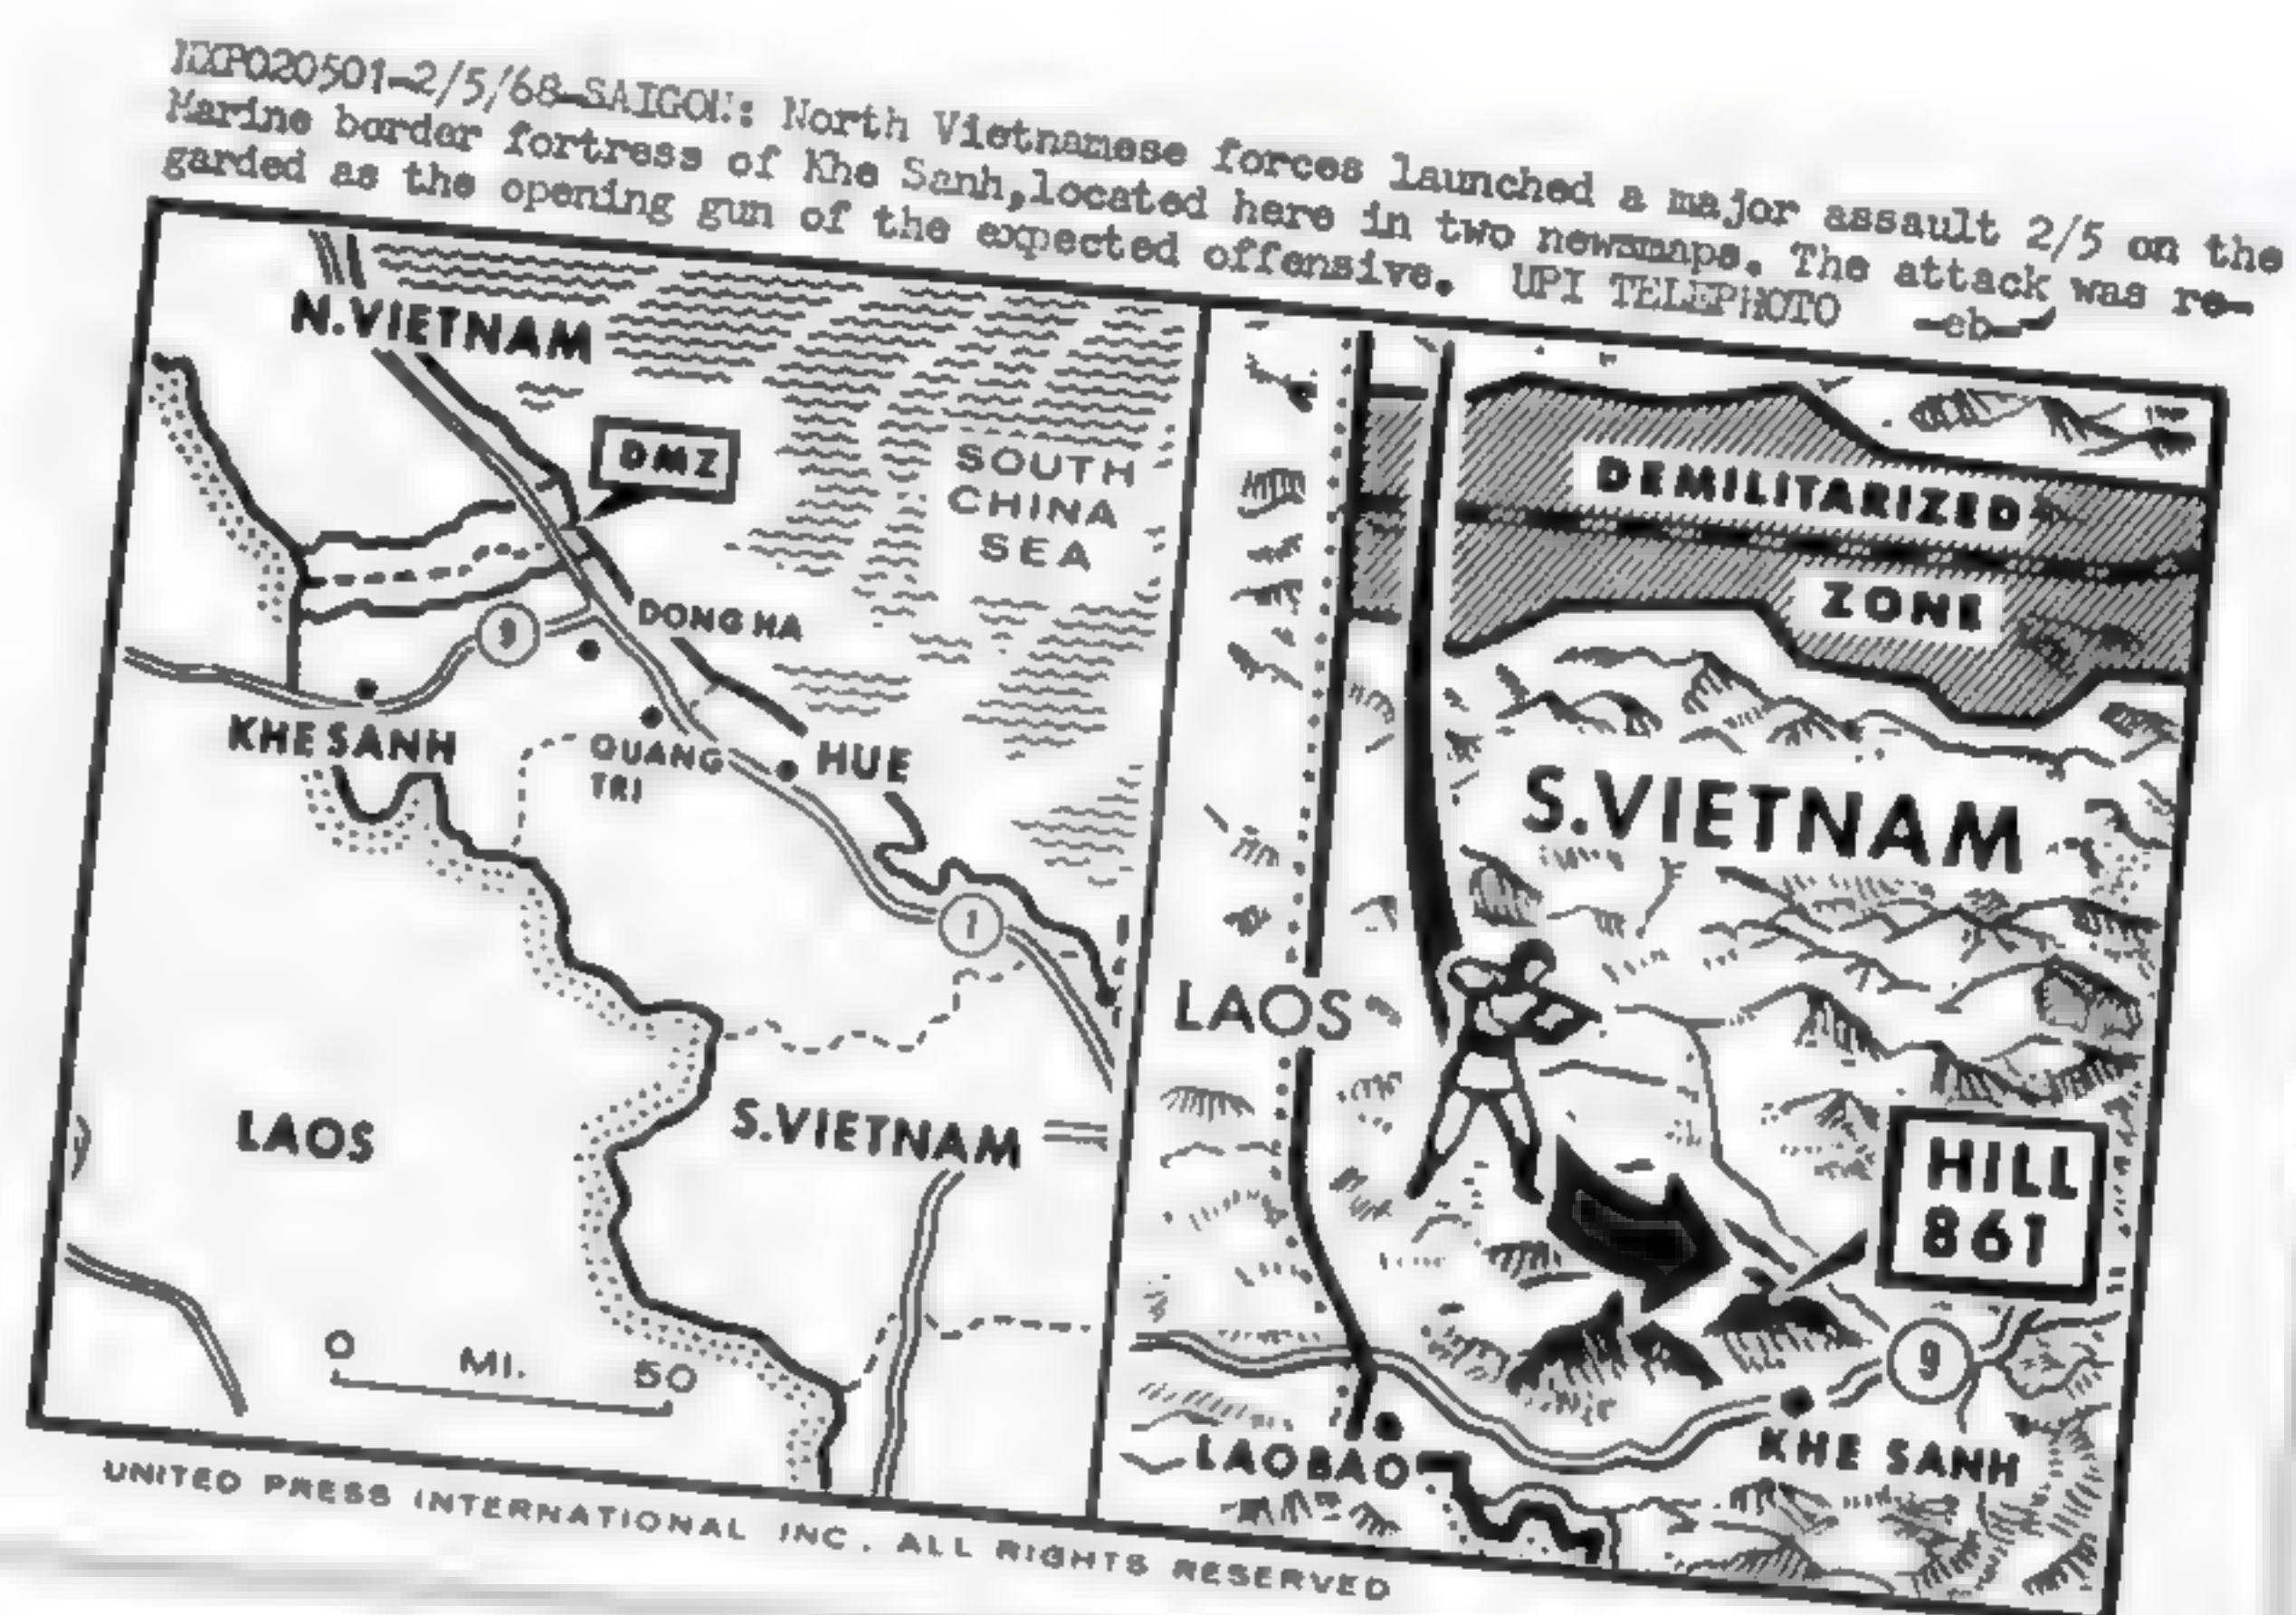 NXP020501-2/5/68-SAIGON: North Vietnamese forces launched a major assault 2/5 on the
Marine border fortress of Khe Sanh,located here in two newsmaps. The attack was re-
garded as the opening gun of the expected offensive. UPI TELEPHOTO -eb-
N.VIETNAM
DMZ
SOUTH
CHINA
SEA
DONG HA
9
KHE SANH
QUANG
TRI
HUE
1
LAOS
S.VIETNAM
0 MI. 50
DEMILITARIZED
ZONE
S.VIETNAM
LAOS
HILL
861
9
KHE SANH
LAOBAO
UNITED PRESS INTERNATIONAL INC. ALL RIGHTS RESERVED